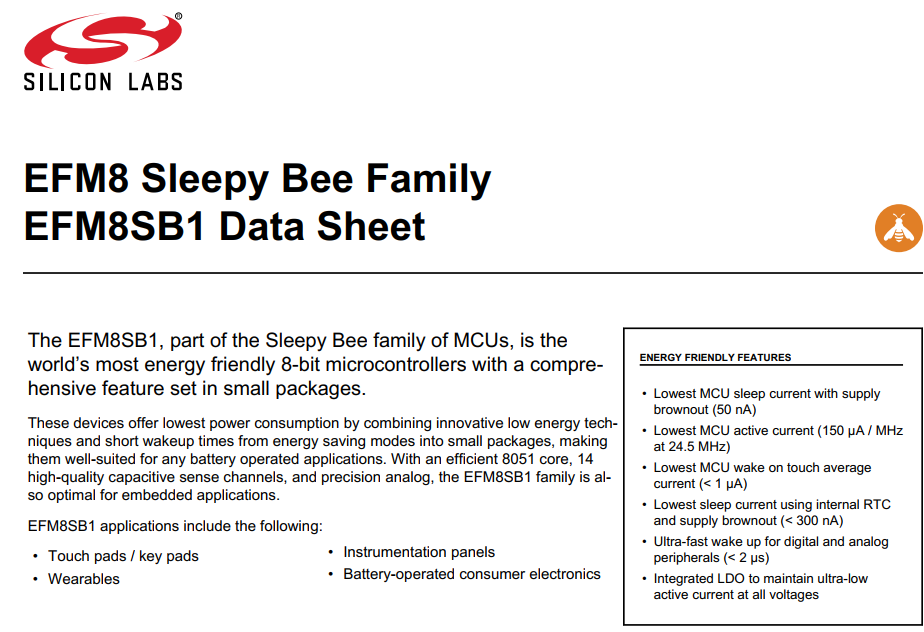 ®
SILICON LABS
EFM8 Sleepy Bee Family
EFM8SB1 Data Sheet
The EFM8SB1, part of the Sleepy Bee family of MCUs, is the
world's most energy friendly 8-bit microcontrollers with a compre-
hensive feature set in small packages.
These devices offer lowest power consumption by combining innovative low energy tech-
niques and short wakeup times from energy saving modes into small packages, making
them well-suited for any battery operated applications. With an efficient 8051 core, 14
high-quality capacitive sense channels, and precision analog, the EFM8SB1 family is al-
so optimal for embedded applications.
EFM8SB1 applications include the following:
• Touch pads / key pads
• Wearables
• Instrumentation panels
• Battery-operated consumer electronics
ENERGY FRIENDLY FEATURES
• Lowest MCU sleep current with supply
brownout (50 nA)
• Lowest MCU active current (150 μA / MHz
at 24.5 MHz)
• Lowest MCU wake on touch average
current (< 1 μA)
• Lowest sleep current using internal RTC
and supply brownout (< 300 nA)
• Ultra-fast wake up for digital and analog
peripherals (< 2 μs)
• Integrated LDO to maintain ultra-low
active current at all voltages